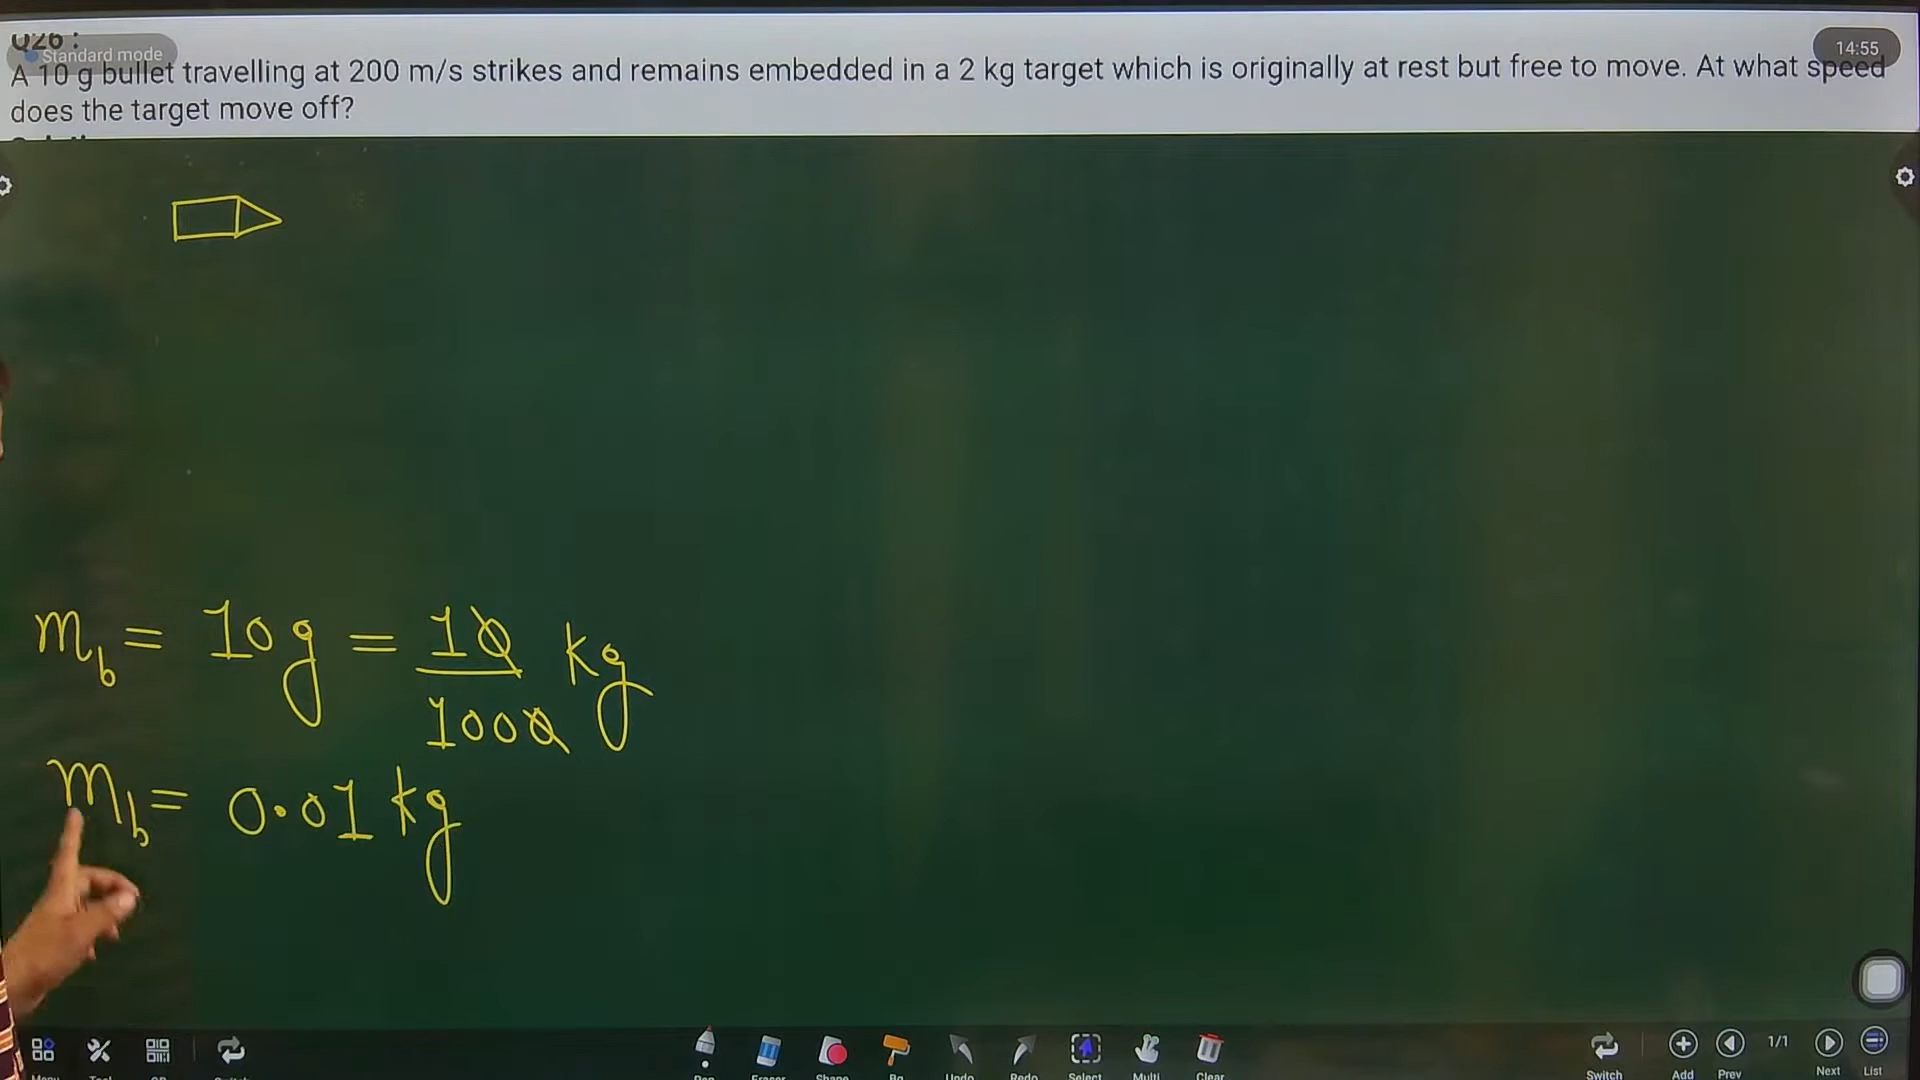 Q26 :
Standard mode
14:55
A 10 g bullet travelling at 200 m/s strikes and remains embedded in a 2 kg target which is originally at rest but free to move. At what speed
does the target move off?
m_b = 10g = 10/1000 kg
m_b = 0.01 kg
1/1
Undo Redo Select Multi Clear Switch Add Prev Next List